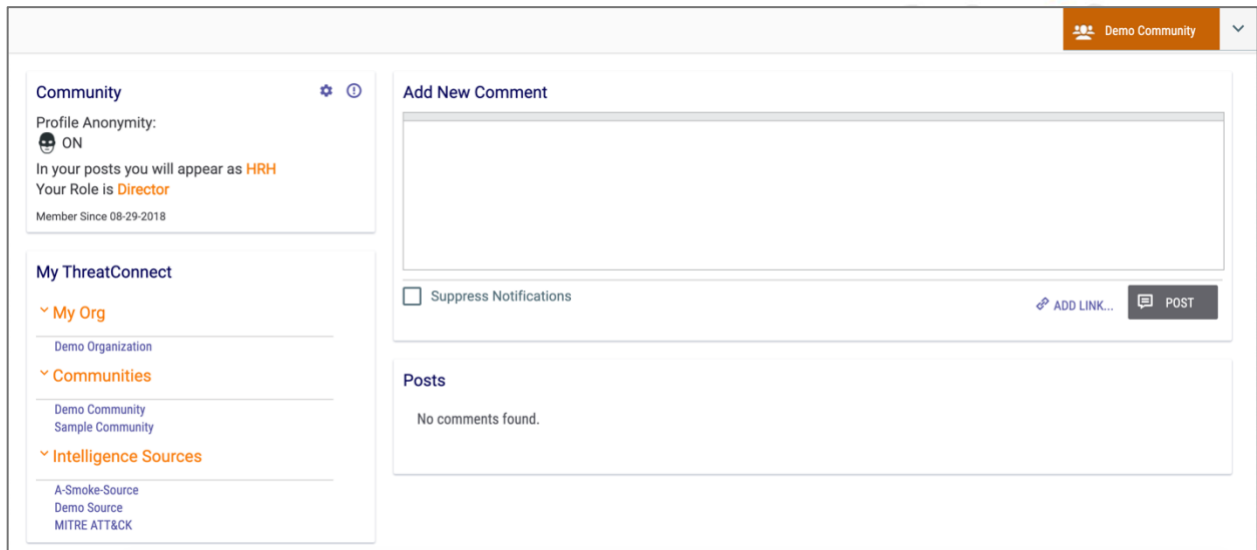 Demo Community
Community
Profile Anonymity:
ON
In your posts you will appear as HRH
Your Role is Director
Member Since 08-29-2018
My ThreatConnect
My Org
Demo Organization
Communities
Demo Community
Sample Community
Intelligence Sources
A-Smoke-Source
Demo Source
MITRE ATT&CK
Add New Comment
Suppress Notifications
ADD LINK...
POST
Posts
No comments found.